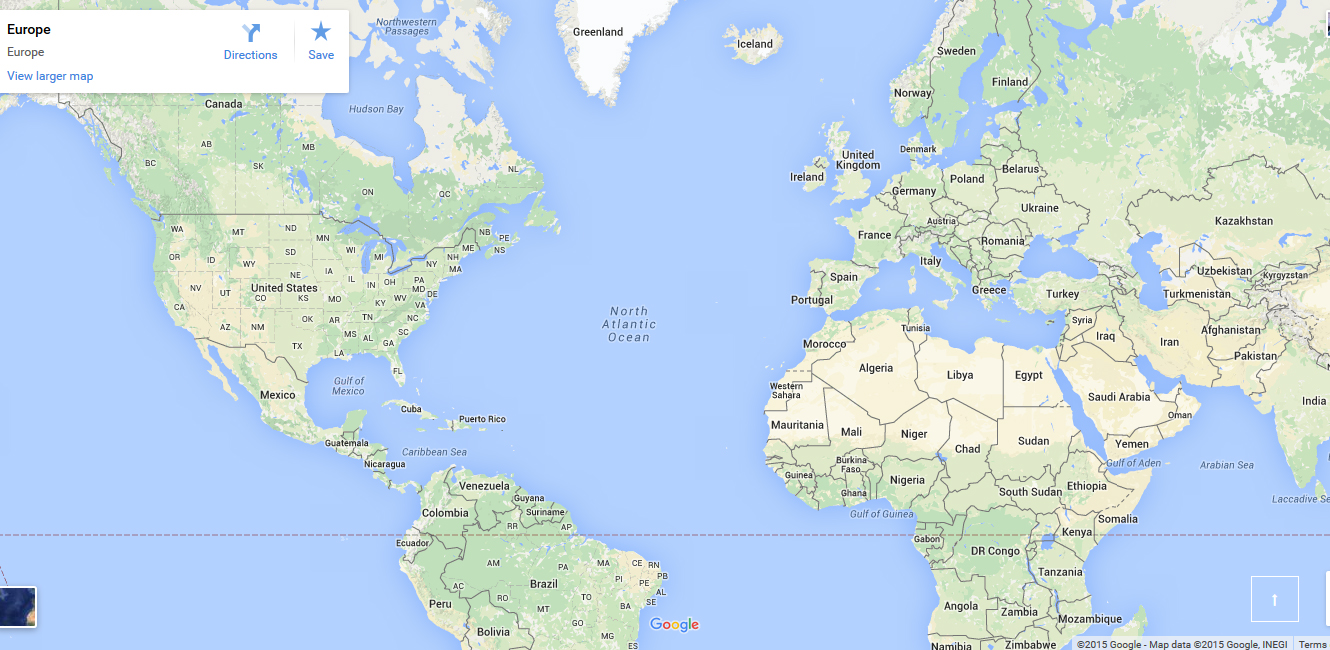 Europe
Europe
View larger map
Directions
Save
Northwestern
Passages
Greenland
Iceland
Sweden
Finland
Norway
Canada
Hudson Bay
AB
MB
BC
SK
ON
QC
NL
United
Kingdom
Ireland
Denmark
Belarus
Poland
Germany
Ukraine
Austria
France
Romania
Italy
Kazakhstan
Uzbekistan
Kyrgyzstan
Turkmenistan
Spain
Portugal
Greece
Turkey
WA
MT
ND
MN
OR
ID
WY
SD
WI
MI
NB
PE
NS
ME
NH
NY
MA
NE
IA
IL
IN
OH
PA
MD
DE
NV
UT
United States
CO
KS
MO
KY
WV
VA
CA
AZ
NM
OK
AR
TN
NC
SC
MS
AL
GA
TX
LA
FL
North
Atlantic
Ocean
Tunisia
Syria
Iraq
Iran
Afghanistan
Pakistan
Morocco
Algeria
Libya
Egypt
Saudi Arabia
Oman
India
Western
Sahara
Mexico
Gulf of
Mexico
Cuba
Puerto Rico
Mauritania
Mali
Niger
Chad
Sudan
Yemen
Guatemala
Caribbean Sea
Nicaragua
Burkina
Faso
Guinea
Ghana
Nigeria
Gulf of Aden
Arabian Sea
South Sudan
Ethiopia
Laccadive Se
Venezuela
Guyana
Suriname
Colombia
RR
AP
Gulf of Guinea
Somalia
Kenya
Ecuador
Gabon
DR Congo
Tanzania
AM
PA
MA
CE
RN
PB
PI
PE
AL
SE
AC
RO
Brazil
TO
BA
MT
GO
MG
ES
Peru
Bolivia
Angola
Zambia
Mozambique
Namibia
Zimbabwe
Google
©2015 Google - Map data ©2015 Google, INEGI
Terms